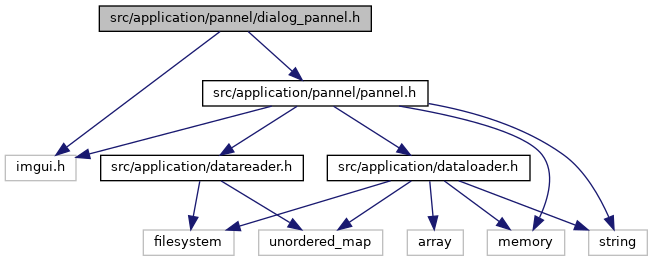 src/application/pannel/dialog_pannel.h
src/application/pannel/pannel.h
imgui.h
src/application/datareader.h
src/application/dataloader.h
filesystem
unordered_map
array
memory
string